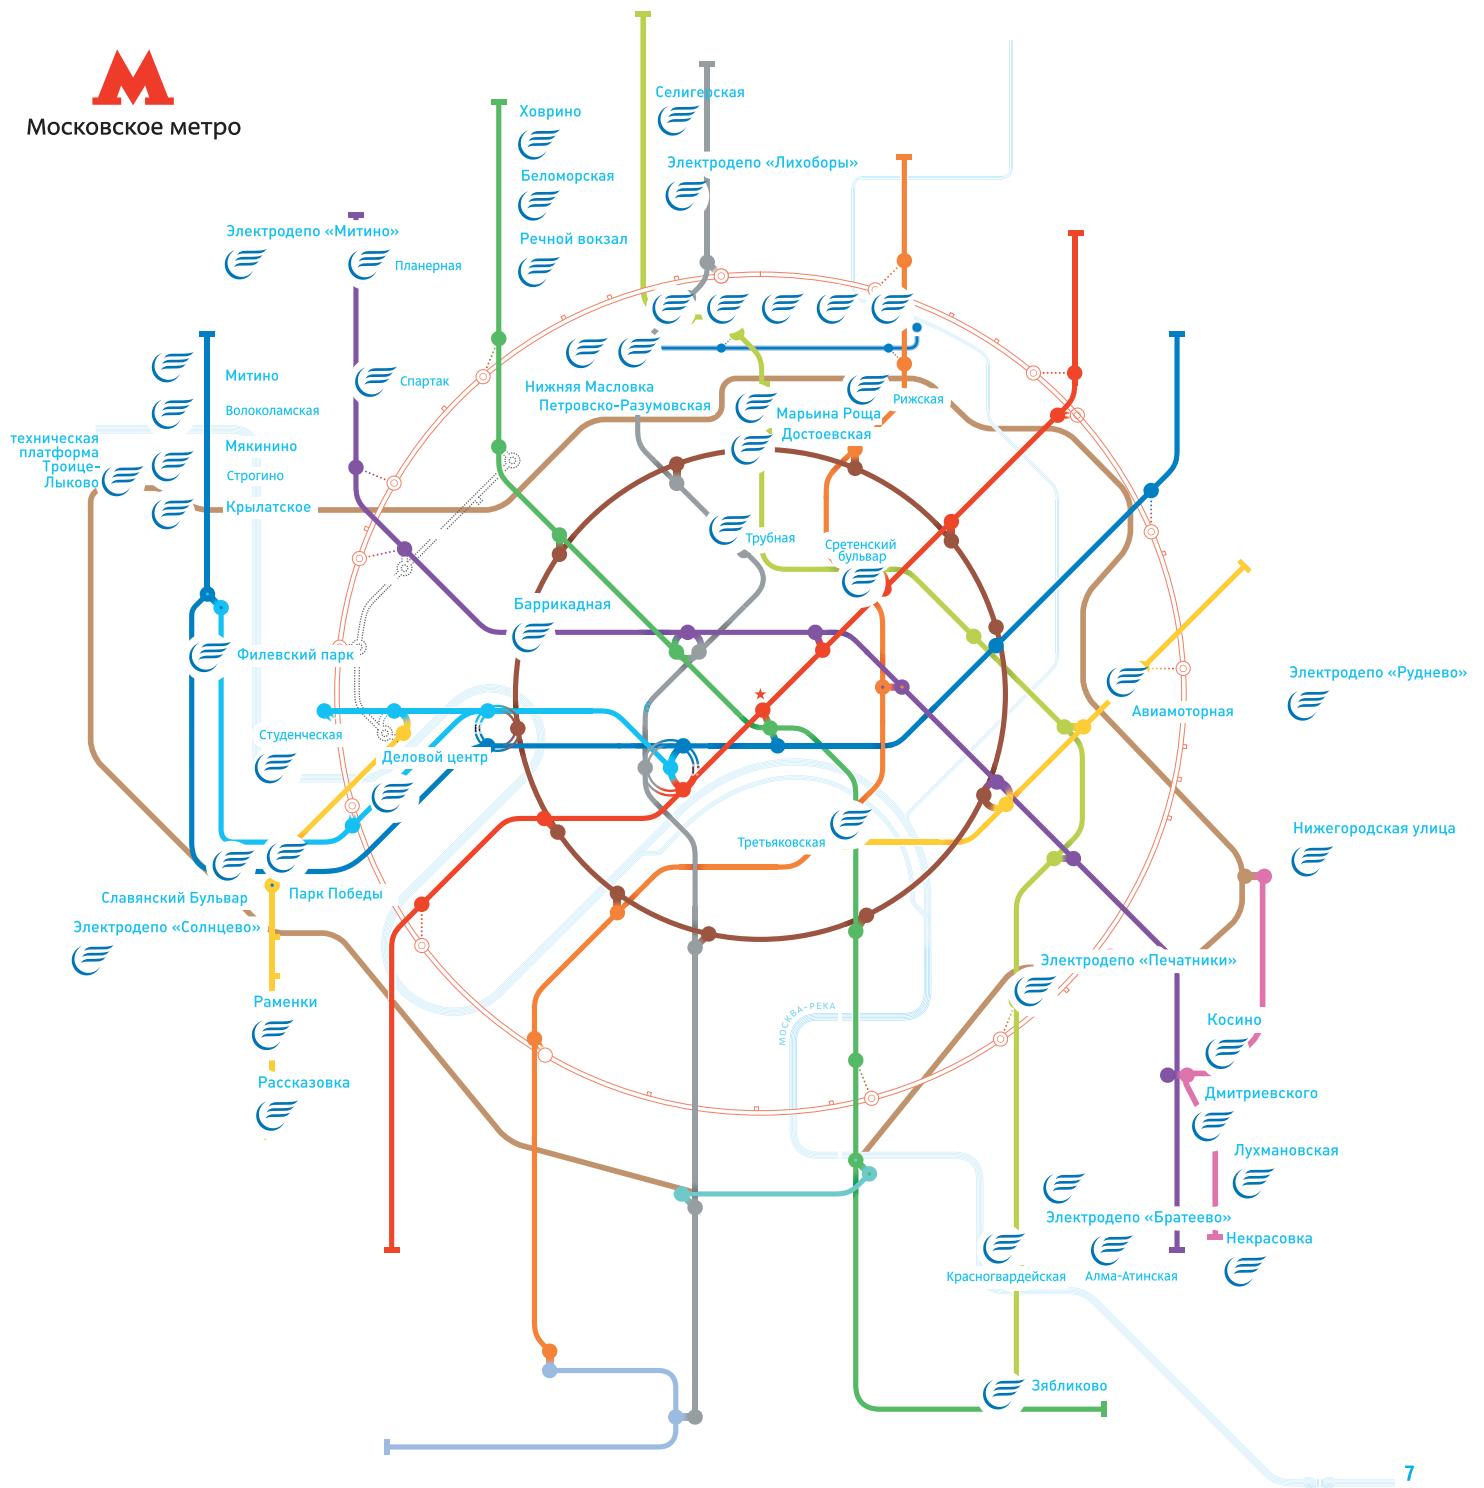 Московское метро
Селигерская
Ховрино
Электродепо «Лихоборы»
Беломорская
Электродепо «Митино»
Речной вокзал
Планерная
Митино
Спартак
Нижняя Масловка
Петровско-Разумовская
Рижская
Волоколамская
Марьина Роща
Достоевская
техническая
платформа
Троице-
Лыково
Мякинино
Строгино
Крылатское
Трубная
Сретенский
бульвар
Баррикадная
Филевский парк
Электродепо «Руднево»
Авиамоторная
Студенческая
Деловой центр
Третьяковская
Нижегородская улица
Славянский Бульвар
Парк Победы
Электродепо «Солнцево»
Электродепо «Печатники»
Раменки
МОСКВА-РЕКА
Косино
Рассказовка
Дмитриевского
Лухмановская
Электродепо «Братеево»
Некрасовка
Красногвардейская
Алма-Атинская
Зябликово
7